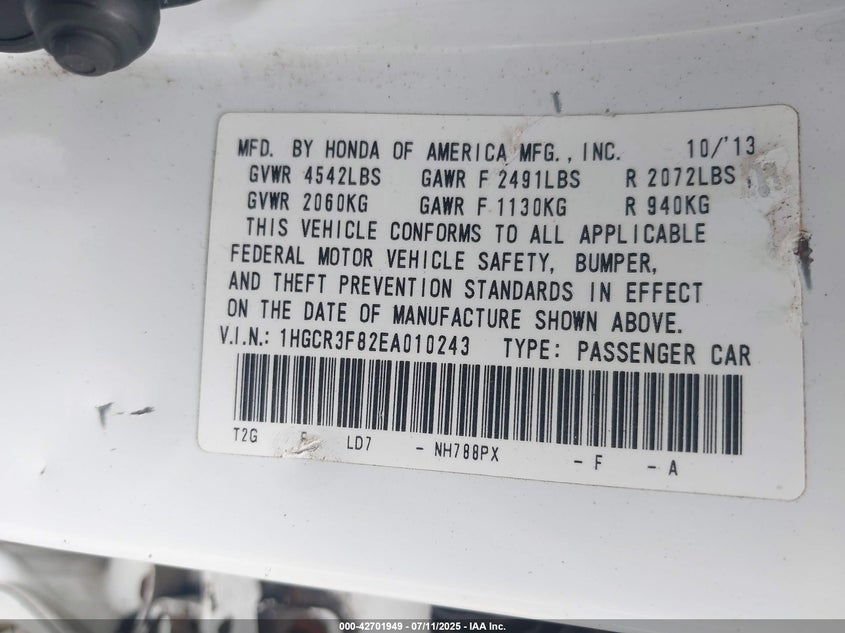 MFD. BY HONDA OF AMERICA MFG., INC. 10/'13
GVWR 4542LBS GAWR F 2491LBS R 2072LBS
GVWR 2060KG GAWR F 1130KG R 940KG
THIS VEHICLE CONFORMS TO ALL APPLICABLE
FEDERAL MOTOR VEHICLE SAFETY, BUMPER,
AND THEFT PREVENTION STANDARDS IN EFFECT
ON THE DATE OF MANUFACTURE SHOWN ABOVE.
V.I.N.: 1HGCR3F82EA010243 TYPE: PASSENGER CAR
T2G LD7 - NH788PX - F - A
000-42701949 - 07/11/2025 - IAA Inc.